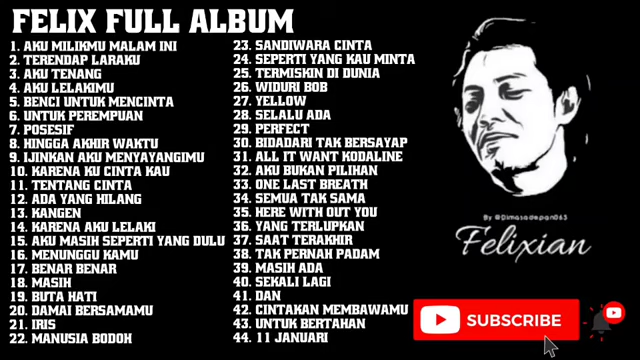 FELIX FULL ALBUM
1. AKU MILIKMU MALAM INI
2. TERENDAP LARAKU
3. AKU TENANG
4. AKU LELAKIMU
5. BENCI UNTUK MENCINTA
6. UNTUK PEREMPUAN
7. POSESIF
8. HINGGA AKHIR WAKTU
9. IJINKAN AKU MENYAYANGIMU
10. KARENA KU CINTA KAU
11. TENTANG CINTA
12. ADA YANG HILANG
13. KANGEN
14. KARENA AKU LELAKI
15. AKU MASIH SEPERTI YANG DULU
16. MENUNGGU KAMU
17. BENAR BENAR
18. MASIH
19. BUTA HATI
20. DAMAI BERSAMAMU
21. IRIS
22. MANUSIA BODOH
23. SANDIWARA CINTA
24. SEPERTI YANG KAU MINTA
25. TERMISKIN DI DUNIA
26. WIDURI BOB
27. YELLOW
28. SELALU ADA
29. PERFECT
30. BIDADARI TAK BERSAYAP
31. ALL IT WANT KODALINE
32. AKU BUKAN PILIHAN
33. ONE LAST BREATH
34. SEMUA TAK SAMA
35. HERE WITH OUT YOU
36. YANG TERLUPKAN
37. SAAT TERAKHIR
38. TAK PERNAH PADAM
39. MASIH ADA
40. SEKALI LAGI
41. DAN
42. CINTAKAN MEMBAWAMU
43. UNTUK BERTAHAN
44. 11 JANUARI
By @Dimasadepan063
Felixian
SUBSCRIBE